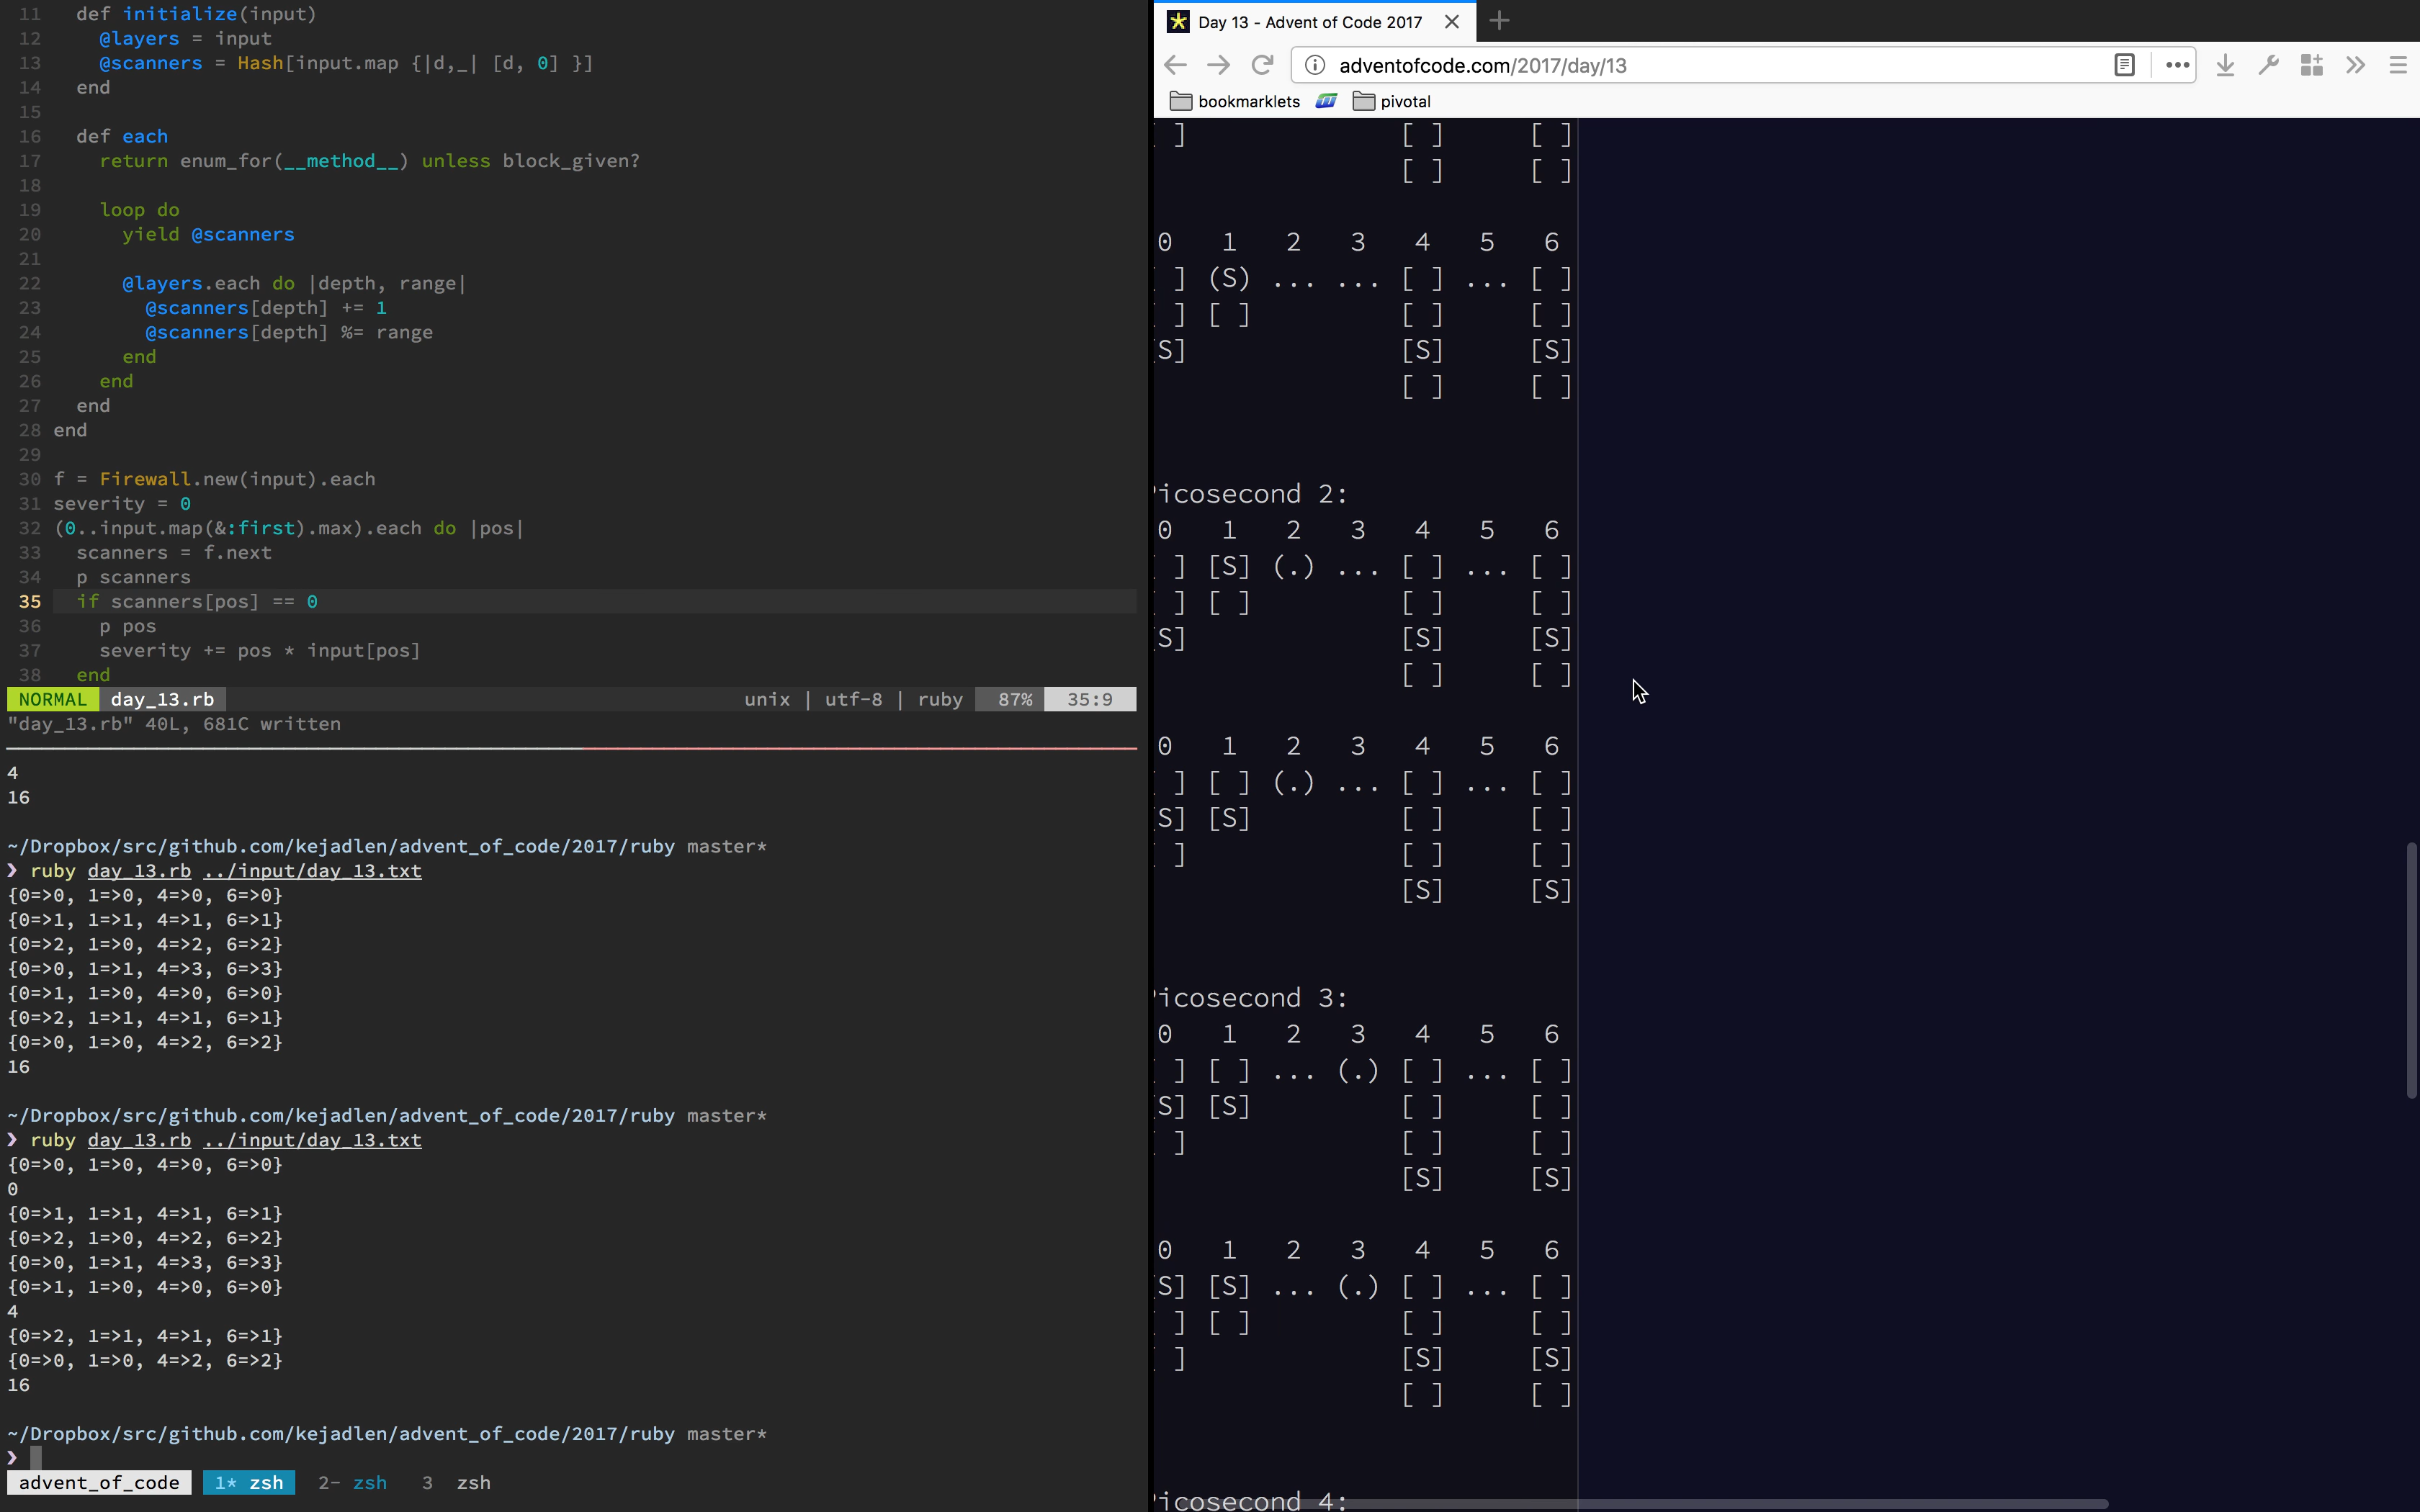 11 def initialize(input)
12 @layers = input
13 @scanners = Hash[input.map {|d,_| [d, 0] }]
14 end
15
16 def each
17 return enum_for(__method__) unless block_given?
18
19 loop do
20 yield @scanners
21
22 @layers.each do |depth, range|
23 @scanners[depth] += 1
24 @scanners[depth] %= range
25 end
26 end
27 end
28 end
29
30 f = Firewall.new(input).each
31 severity = 0
32 (0..input.map(&:first).max).each do |pos|
33 scanners = f.next
34 p scanners
35 if scanners[pos] == 0
36 p pos
37 severity += pos * input[pos]
38 end
NORMAL day_13.rb unix | utf-8 | ruby 87% 35:9
"day_13.rb" 40L, 681C written
4
16
~/Dropbox/src/github.com/kejadlen/advent_of_code/2017/ruby master*
❯ ruby day_13.rb ../input/day_13.txt
{0=>0, 1=>0, 4=>0, 6=>0}
{0=>1, 1=>1, 4=>1, 6=>1}
{0=>2, 1=>0, 4=>2, 6=>2}
{0=>0, 1=>1, 4=>3, 6=>3}
{0=>1, 1=>0, 4=>0, 6=>0}
{0=>2, 1=>1, 4=>1, 6=>1}
{0=>0, 1=>0, 4=>2, 6=>2}
16
~/Dropbox/src/github.com/kejadlen/advent_of_code/2017/ruby master*
❯ ruby day_13.rb ../input/day_13.txt
{0=>0, 1=>0, 4=>0, 6=>0}
0
{0=>1, 1=>1, 4=>1, 6=>1}
{0=>2, 1=>0, 4=>2, 6=>2}
{0=>0, 1=>1, 4=>3, 6=>3}
{0=>1, 1=>0, 4=>0, 6=>0}
4
{0=>2, 1=>1, 4=>1, 6=>1}
{0=>0, 1=>0, 4=>2, 6=>2}
16
~/Dropbox/src/github.com/kejadlen/advent_of_code/2017/ruby master*
❯
advent_of_code 1* zsh 2- zsh 3 zsh
Day 13 - Advent of Code 2017
adventofcode.com/2017/day/13
bookmarklets pivotal
] [ ] [ ]
[ ] [ ]
0 1 2 3 4 5 6
] (S) ... ... [ ] ... [ ]
] [ ] [ ] [ ]
S] [S] [S]
[ ] [ ]
icosecond 2:
0 1 2 3 4 5 6
] [S] (.) ... [ ] ... [ ]
] [ ] [ ] [ ]
S] [S] [S]
[ ] [ ]
0 1 2 3 4 5 6
] [ ] (.) ... [ ] ... [ ]
S] [S] [ ] [ ]
] [ ] [ ]
[S] [S]
icosecond 3:
0 1 2 3 4 5 6
] [ ] ... (.) [ ] ... [ ]
S] [S] [ ] [ ]
] [ ] [ ]
[S] [S]
0 1 2 3 4 5 6
S] [S] ... (.) [ ] ... [ ]
] [ ] [ ] [ ]
] [S] [S]
[ ] [ ]
icosecond 4: